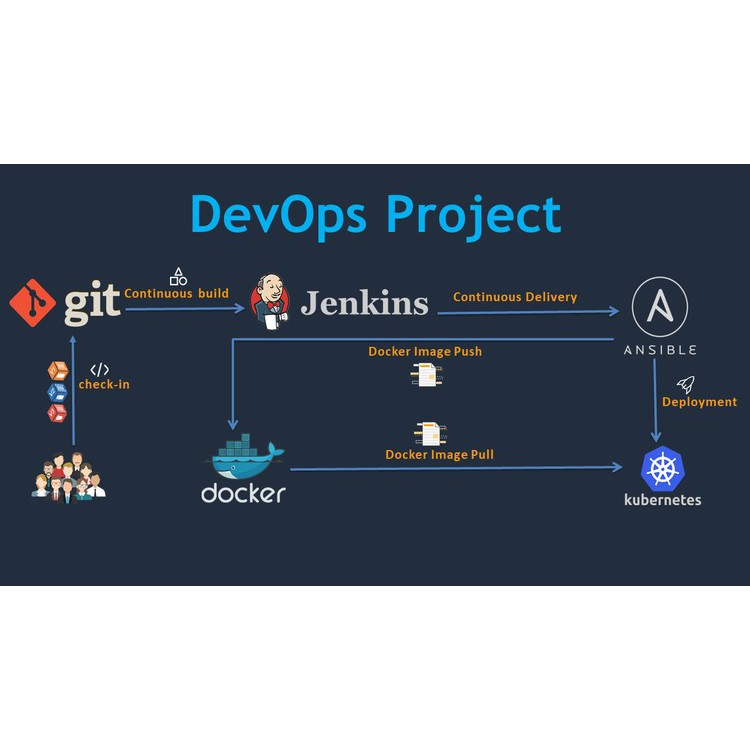 DevOps Project
git
Continuous build
Jenkins
Continuous Delivery
ANSIBLE
Docker Image Push
</>
check-in
Deployment
Docker Image Pull
docker
kubernetes